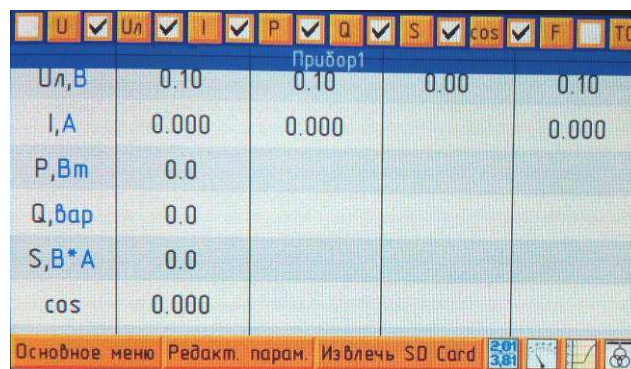 U Uл I P Q S cos F
Прибор1
Uл,В 0.10 0.10 0.00 0.10
I,А 0.000 0.000 0.000
P,Вт 0.0
Q,вар 0.0
S,В*А 0.0
cos 0.000
Основное меню Редакт. парам. Извлечь SD Card 2,01
3,81